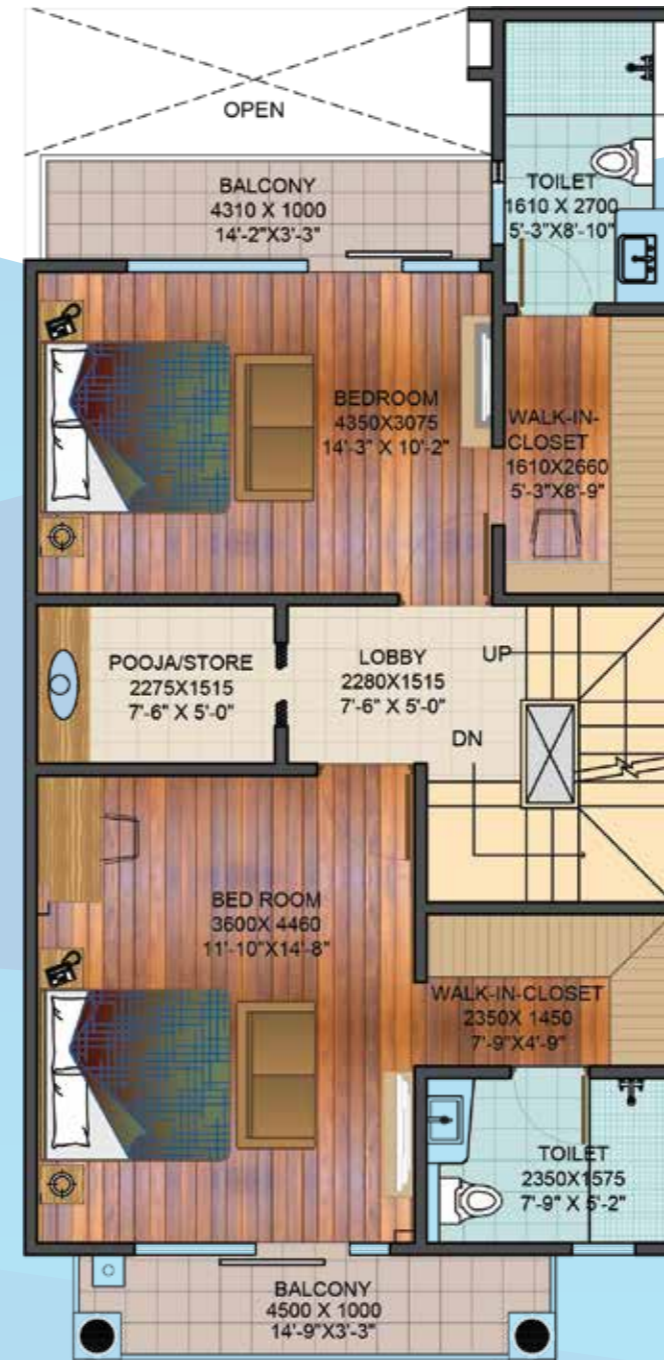 OPEN
BALCONY
4310 X 1000
14'-2"X3'-3"
TOILET
1610 X 2700
5'-3"X8'-10"
BEDROOM
4350X3075
14'-3" X 10'-2"
WALK-IN-
CLOSET
1610X2660
5'-3"X8'-9"
POOJA/STORE
2275X1515
7'-6" X 5'-0"
LOBBY
2280X1515
7'-6" X 5'-0"
UP
DN
BED ROOM
3600X 4460
11'-10"X14'-8"
WALK-IN-CLOSET
2350X 1450
7'-9"X4'-9"
TOILET
2350X1575
7'-9" X 5'-2"
BALCONY
4500 X 1000
14'-9"X3'-3"